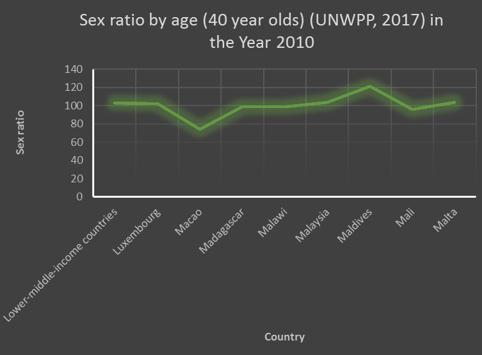 Sex ratio by age (40 year olds) (UNWPP, 2017) in
the Year 2010
Sex ratio
140
120
100
80
60
40
20
0
Lower-middle-income countries
Luxembourg
Macao
Madagascar
Malawi
Malaysia
Maldives
Mali
Malta
Country